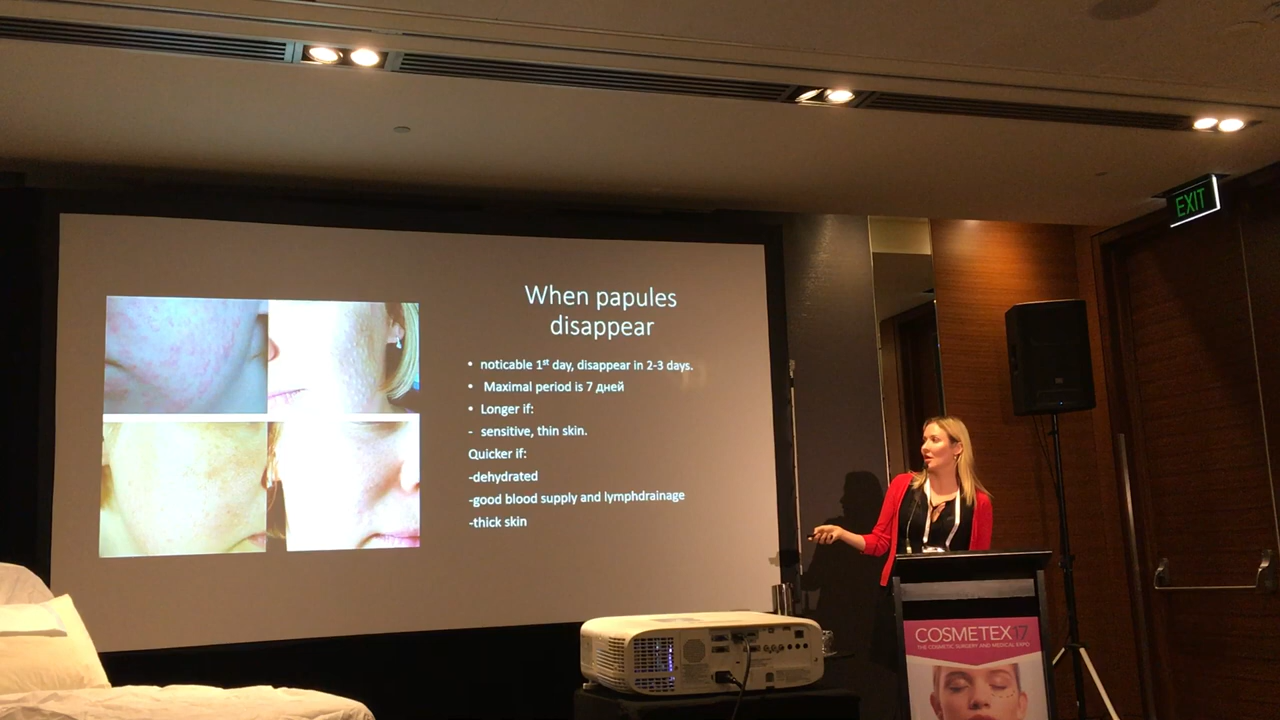 EXIT
When papules
disappear
• noticable 1st day, disappear in 2-3 days.
• Maximal period is 7 дней
• Longer if:
- sensitive, thin skin.
Quicker if:
-dehydrated
-good blood supply and lymphdrainage
-thick skin
COSMETEX17
THE COSMETIC SURGERY AND MEDICAL EXPO